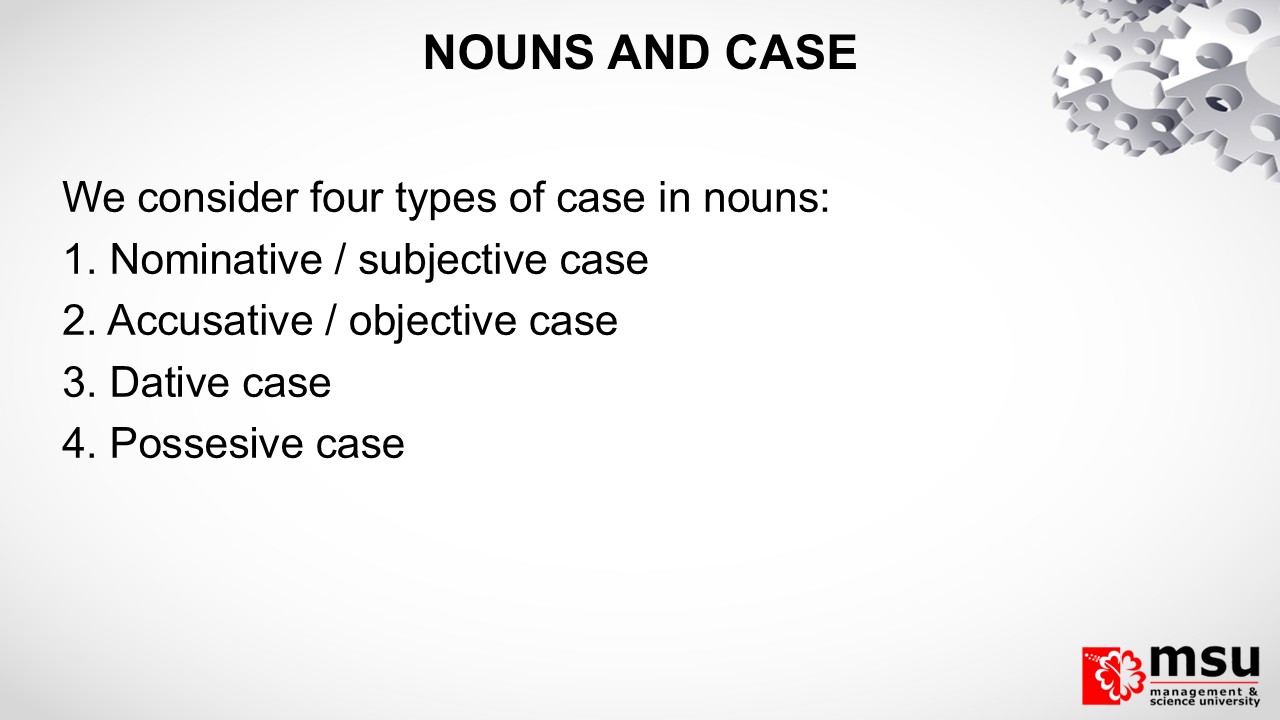 NOUNS AND CASE
We consider four types of case in nouns:
1. Nominative / subjective case
2. Accusative / objective case
3. Dative case
4. Possesive case
msu
management &
science university